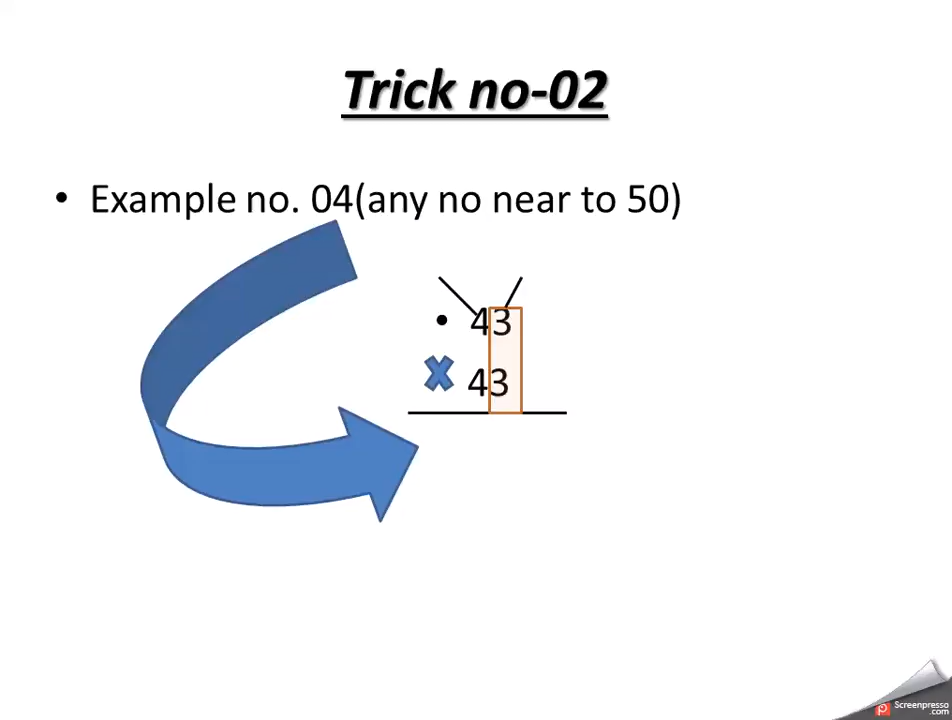 Trick no-02
• Example no. 04(any no near to 50)
• 43
x 43
Screenpresso
.com